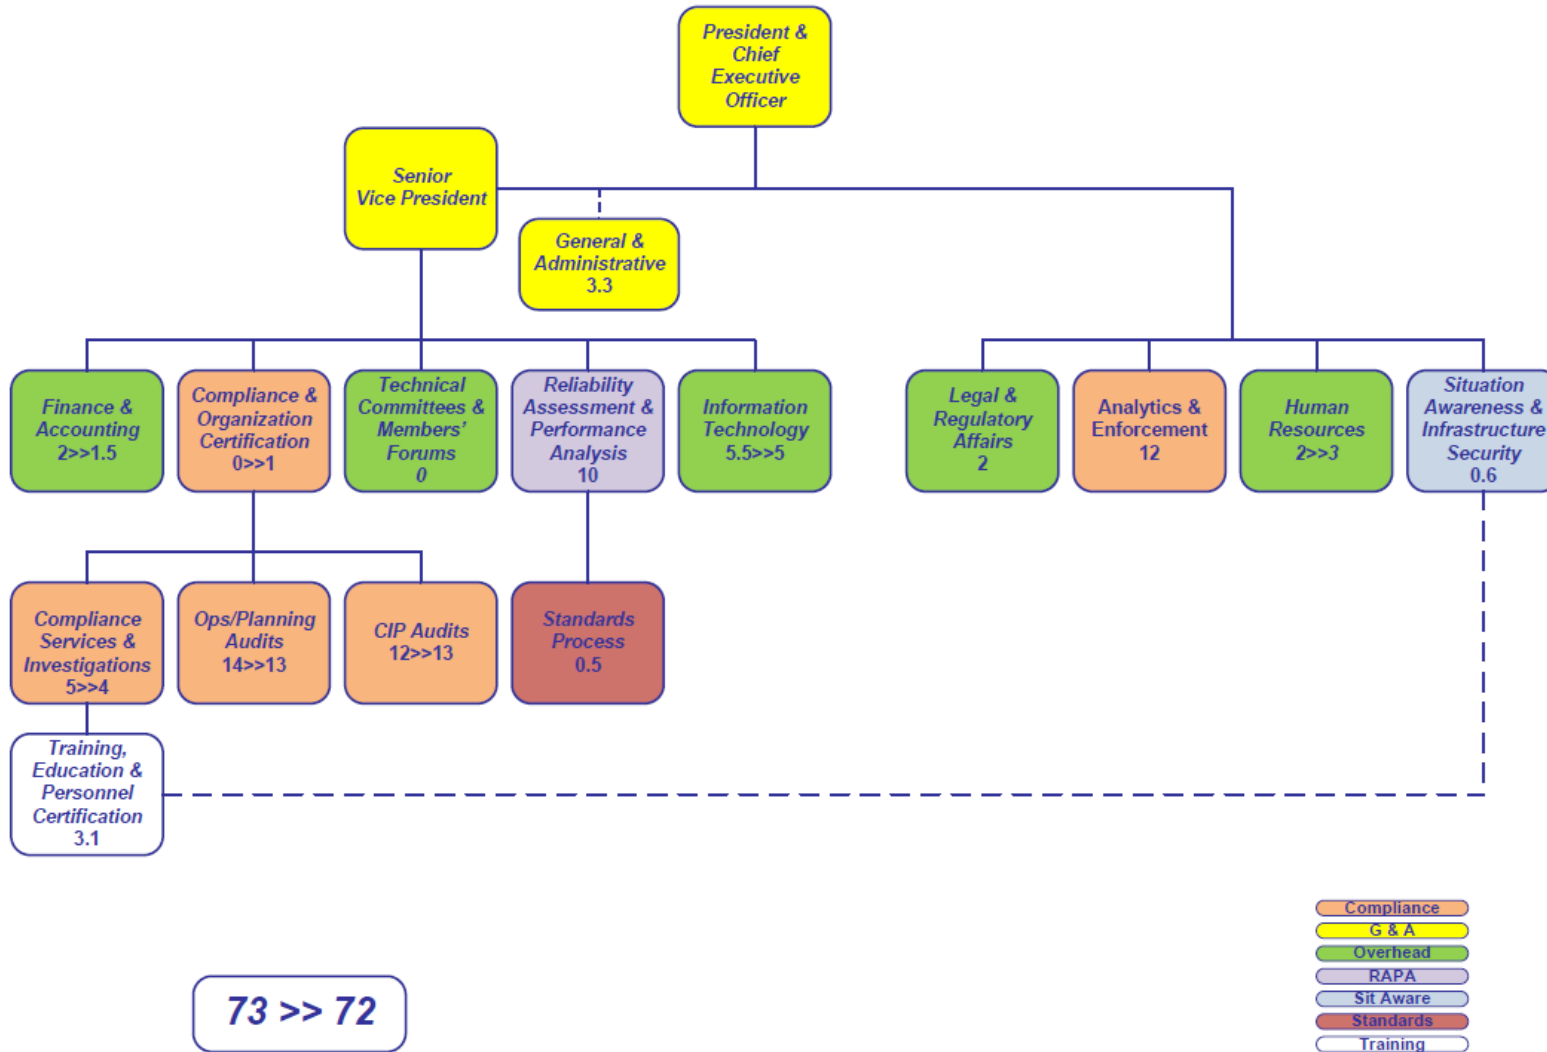 President &
Chief
Executive
Officer
Senior
Vice President
General &
Administrative
3.3
Finance &
Accounting
2>>1.5
Compliance &
Organization
Certification
0>>1
Technical
Committees &
Members'
Forums
0
Reliability
Assessment &
Performance
Analysis
10
Information
Technology
5.5>>5
Legal &
Regulatory
Affairs
2
Analytics &
Enforcement
12
Human
Resources
2>>3
Situation
Awareness &
Infrastructure
Security
0.6
Compliance
Services &
Investigations
5>>4
Ops/Planning
Audits
14>>13
CIP Audits
12>>13
Standards
Process
0.5
Training,
Education &
Personnel
Certification
3.1
73 >> 72
Compliance
G & A
Overhead
RAPA
Sit Aware
Standards
Training